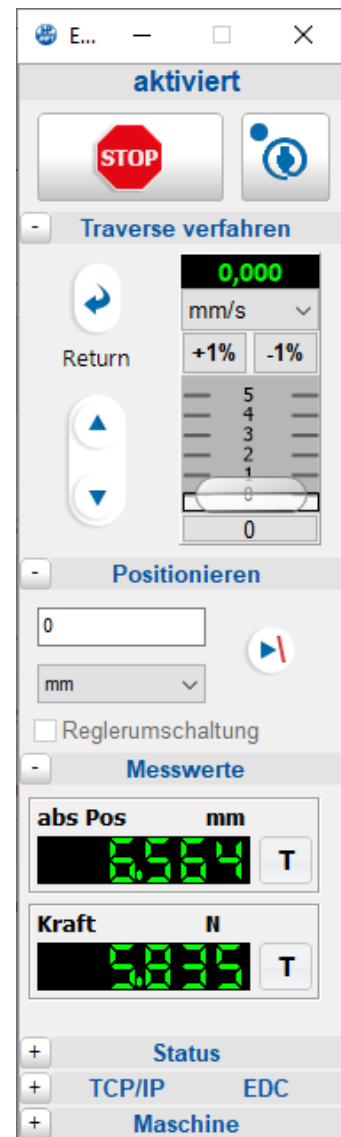 E...
aktiviert
STOP
- Traverse verfahren
0,000
mm/s
Return
+1% -1%
5
4
3
2
1
0
0
- Positionieren
0
mm
Reglerumschaltung
- Messwerte
abs Pos mm
6.564 T
Kraft N
5.835 T
+ Status
+ TCP/IP EDC
+ Maschine